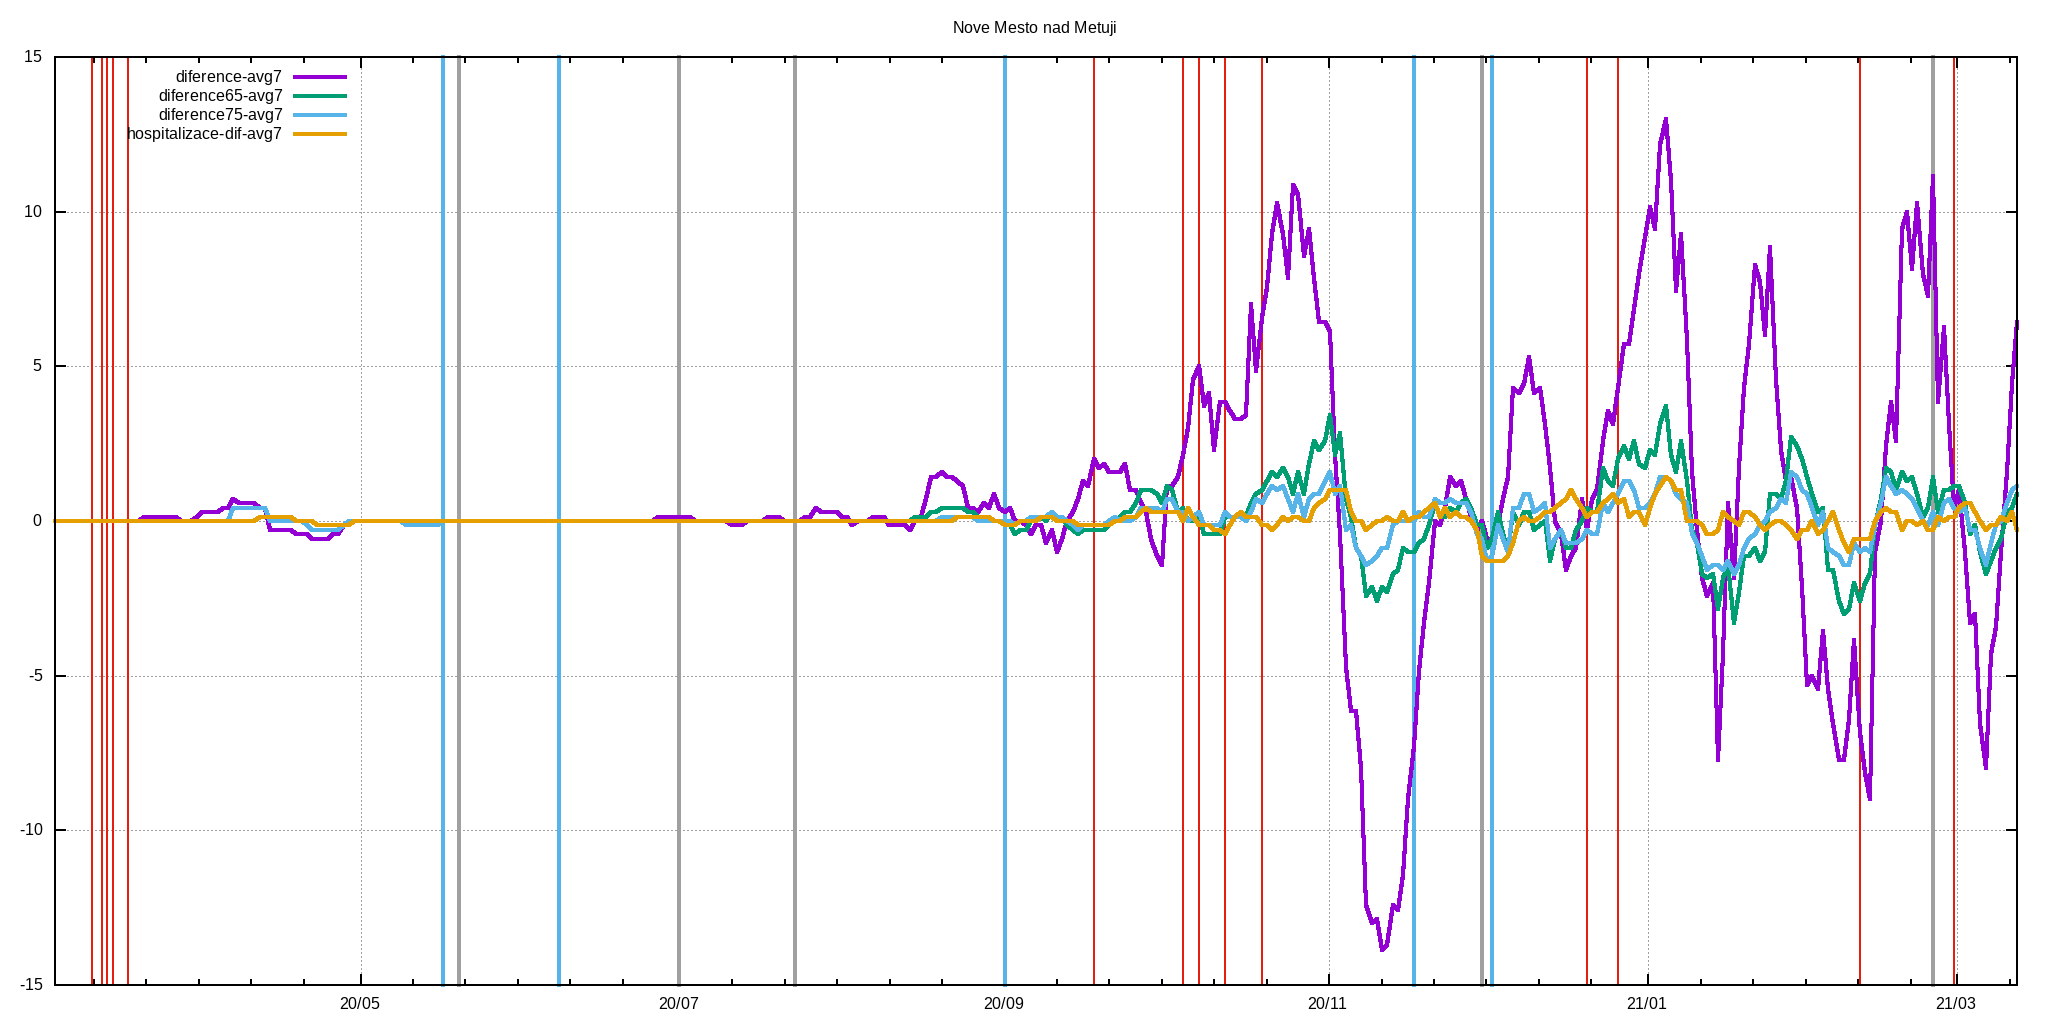 Nove Mesto nad Metuji
15
diference-avg7
diference65-avg7
diference75-avg7
hospitalizace-dif-avg7
10
5
0
-5
-10
-15
20/05 20/07 20/09 20/11 21/01 21/03